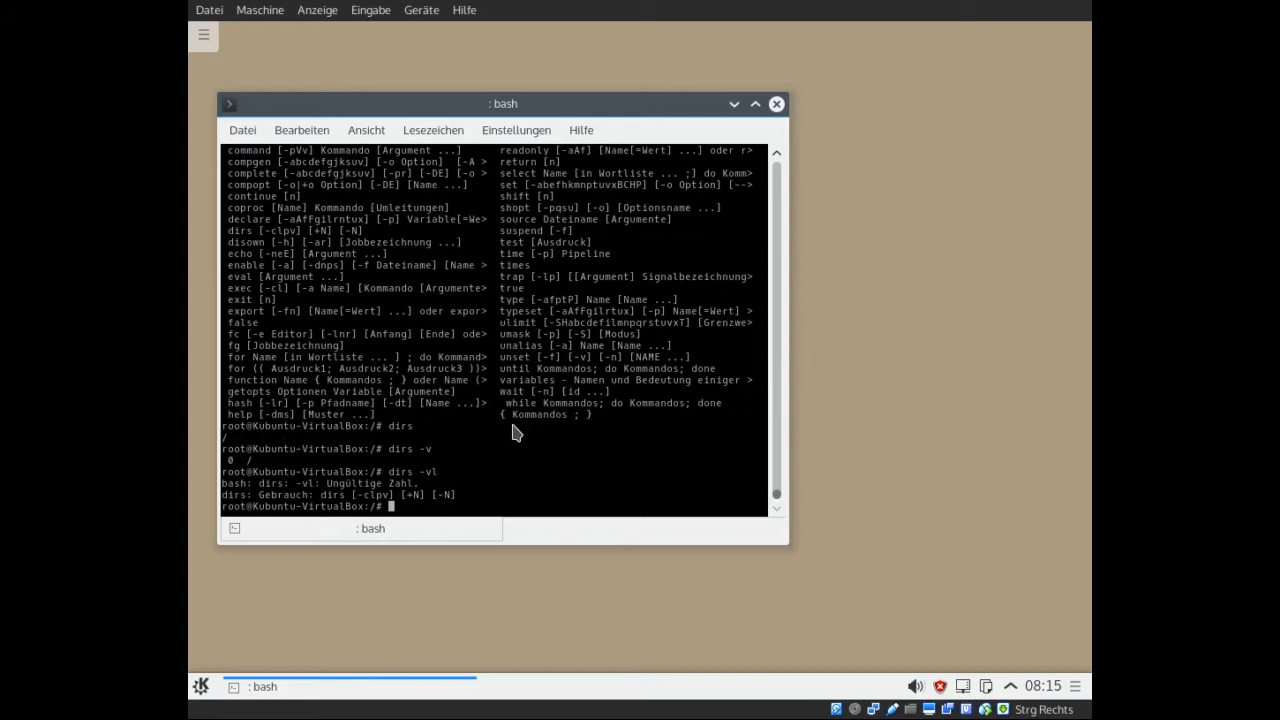 Datei Maschine Anzeige Eingabe Geräte Hilfe
: bash
Datei Bearbeiten Ansicht Lesezeichen Einstellungen Hilfe
command [-pVv] Kommando [Argument ...] readonly [-aAf] [Name[=Wert] ...] oder r>
compgen [-abcdefgjksuv] [-o Option] [-A > return [n]
complete [-abcdefgjksuv] [-pr] [-DE] [-o > select Name [in Wortliste ... ;] do Komm>
compopt [-o|+o Option] [-DE] [Name ...] set [-abefhkmnptuvxBCHP] [-o Option] [-->
continue [n] shift [n]
coproc [Name] Kommando [Umleitungen] shopt [-pqsu] [-o] [Optionsname ...]
declare [-aAfFgilrntux] [-p] Variable[=We> source Dateiname [Argumente]
dirs [-clpv] [+N] [-N] suspend [-f]
disown [-h] [-ar] [Jobbezeichnung ...] test [Ausdruck]
echo [-neE] [Argument ...] time [-p] Pipeline
enable [-a] [-dnps] [-f Dateiname] [Name > times
eval [Argument ...] trap [-lp] [[Argument] Signalbezeichnung>
exec [-cl] [-a Name] [Kommando [Argumente> true
exit [n] type [-afptP] Name [Name ...]
export [-fn] [Name[=Wert] ...] oder expor> typeset [-aAfFgilrtux] [-p] Name[=Wert] >
false ulimit [-SHabcdefilmnpqrstuvxT] [Grenzwe>
fc [-e Editor] [-lnr] [Anfang] [Ende] ode> umask [-p] [-S] [Modus]
fg [Jobbezeichnung] unalias [-a] Name [Name ...]
for Name [in Wortliste ... ] ; do Kommand> unset [-f] [-v] [-n] [NAME ...]
for (( Ausdruck1; Ausdruck2; Ausdruck3 ))> until Kommandos; do Kommandos; done
function Name { Kommandos ; } oder Name (> variables - Namen und Bedeutung einiger >
getopts Optionen Variable [Argumente] wait [-n] [id ...]
hash [-lr] [-p Pfadname] [-dt] [Name ...]> while Kommandos; do Kommandos; done
help [-dms] [Muster ...] { Kommandos ; }
root@Kubuntu-VirtualBox:/# dirs
/
root@Kubuntu-VirtualBox:/# dirs -v
0 /
root@Kubuntu-VirtualBox:/# dirs -vl
bash: dirs: -vl: Ungültige Zahl.
dirs: Gebrauch: dirs [-clpv] [+N] [-N]
root@Kubuntu-VirtualBox:/#
: bash
: bash
08:15
Strg Rechts